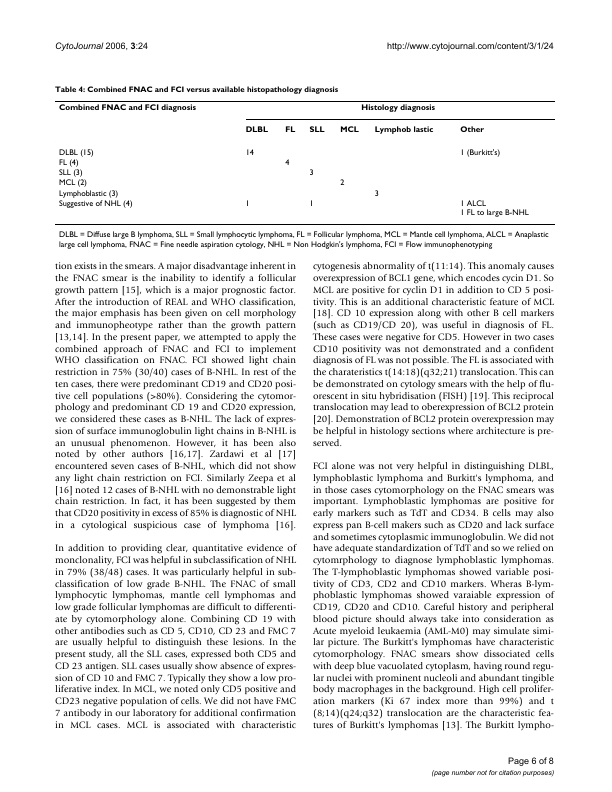 CytoJournal 2006, 3:24
http://www.cytojournal.com/content/3/1/24
Table 4: Combined FNAC and FCI versus available histopathology diagnosis
Combined FNAC and FCI diagnosis Histology diagnosis
DLBL FL SLL MCL Lymphob lastic Other
DLBL (15) 14 1 (Burkitt's)
FL (4) 4
SLL (3) 3
MCL (2) 2
Lymphoblastic (3) 3
Suggestive of NHL (4) 1 1 1 ALCL
1 FL to large B-NHL
DLBL = Diffuse large B lymphoma, SLL = Small lymphocytic lymphoma, FL = Follicular lymphoma, MCL = Mantle cell lymphoma, ALCL = Anaplastic
large cell lymphoma, FNAC = Fine needle aspiration cytology, NHL = Non Hodgkin's lymphoma, FCI = Flow immunophenotyping
tion exists in the smears. A major disadvantage inherent in
the FNAC smear is the inability to identify a follicular
growth pattern [15], which is a major prognostic factor.
After the introduction of REAL and WHO classification,
the major emphasis has been given on cell morphology
and immunopheotype rather than the growth pattern
[13,14]. In the present paper, we attempted to apply the
combined approach of FNAC and FCI to implement
WHO classification on FNAC. FCI showed light chain
restriction in 75% (30/40) cases of B-NHL. In rest of the
ten cases, there were predominant CD19 and CD20 posi-
tive cell populations (>80%). Considering the cytomor-
phology and predominant CD 19 and CD20 expression,
we considered these cases as B-NHL. The lack of expres-
sion of surface immunoglobulin light chains in B-NHL is
an unusual phenomenon. However, it has been also
noted by other authors [16,17]. Zardawi et al [17]
encountered seven cases of B-NHL, which did not show
any light chain restriction on FCI. Similarly Zeepa et al
[16] noted 12 cases of B-NHL with no demonstrable light
chain restriction. In fact, it has been suggested by them
that CD20 positivity in excess of 85% is diagnostic of NHL
in a cytological suspicious case of lymphoma [16].
In addition to providing clear, quantitative evidence of
monclonality, FCI was helpful in subclassification of NHL
in 79% (38/48) cases. It was particularly helpful in sub-
classification of low grade B-NHL. The FNAC of small
lymphocytic lymphomas, mantle cell lymphomas and
low grade follicular lymphomas are difficult to differenti-
ate by cytomorphology alone. Combining CD 19 with
other antibodies such as CD 5, CD10, CD 23 and FMC 7
are usually helpful to distinguish these lesions. In the
present study, all the SLL cases, expressed both CD5 and
CD 23 antigen. SLL cases usually show absence of expres-
sion of CD 10 and FMC 7. Typically they show a low pro-
liferative index. In MCL, we noted only CD5 positive and
CD23 negative population of cells. We did not have FMC
7 antibody in our laboratory for additional confirmation
in MCL cases. MCL is associated with characteristic
cytogenesis abnormality of t(11:14). This anomaly causes
overexpression of BCL1 gene, which encodes cyclin D1. So
MCL are positive for cyclin D1 in addition to CD 5 posi-
tivity. This is an additional characteristic feature of MCL
[18]. CD 10 expression along with other B cell markers
(such as CD19/CD 20), was useful in diagnosis of FL.
These cases were negative for CD5. However in two cases
CD10 positivity was not demonstrated and a confident
diagnosis of FL was not possible. The FL is associated with
the charateristics t(14:18)(q32;21) translocation. This can
be demonstrated on cytology smears with the help of flu-
orescent in situ hybridisation (FISH) [19]. This reciprocal
translocation may lead to oberexpression of BCL2 protein
[20]. Demonstration of BCL2 protein overexpression may
be helpful in histology sections where architecture is pre-
served.
FCI alone was not very helpful in distinguishing DLBL,
lymphoblastic lymphoma and Burkitt's lymphoma, and
in those cases cytomorphology on the FNAC smears was
important. Lymphoblastic lymphomas are positive for
early markers such as TdT and CD34. B cells may also
express pan B-cell makers such as CD20 and lack surface
and sometimes cytoplasmic immunoglobulin. We did not
have adequate standardization of TdT and so we relied on
cytomrphology to diagnose lymphoblastic lymphomas.
The T-lymphoblastic lymphomas showed variable posi-
tivity of CD3, CD2 and CD10 markers. Wheras B-lym-
phoblastic lymphomas showed varaiable expression of
CD19, CD20 and CD10. Careful history and peripheral
blood picture should always take into consideration as
Acute myeloid leukaemia (AML-M0) may simulate simi-
lar picture. The Burkitt's lymphomas have characteristic
cytomorphology. FNAC smears show dissociated cells
with deep blue vacuolated cytoplasm, having round regu-
lar nuclei with prominent nucleoli and abundant tingible
body macrophages in the background. High cell prolifer-
ation markers (Ki 67 index more than 99%) and t
(8;14)(q24;q32) translocation are the characteristic fea-
tures of Burkitt's lymphomas [13]. The Burkitt lympho-
Page 6 of 8
(page number not for citation purposes)